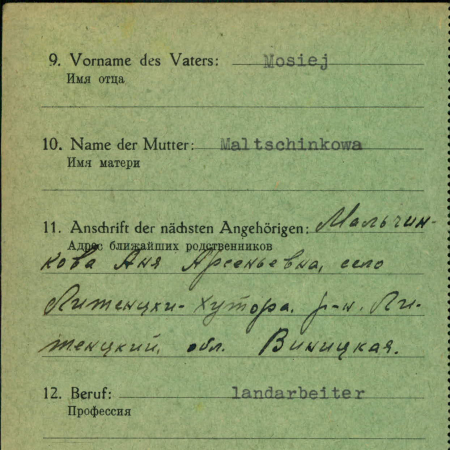 9. Vorname des Vaters: Mosiej
Имя отца
10. Name der Mutter: Maltschinkowa
Имя матери
11. Anschrift der nächsten Angehörigen: Мальчин-
Адрес ближайших родственников
кова Аня Арсеньевна, село
Литенцки-Хутора, р-н. Ли-
тенцкий, обл. Виницкая.
12. Beruf: landarbeiter
Профессия